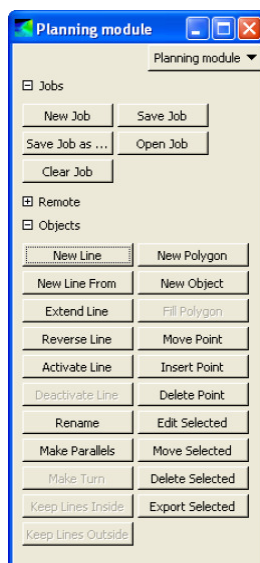 Planning module
Planning module
Jobs
New Job Save Job
Save Job as ... Open Job
Clear Job
Remote
Objects
New Line New Polygon
New Line From New Object
Extend Line Fill Polygon
Reverse Line Move Point
Activate Line Insert Point
Deactivate Line Delete Point
Rename Edit Selected
Make Parallels Move Selected
Make Turn Delete Selected
Keep Lines Inside Export Selected
Keep Lines Outside